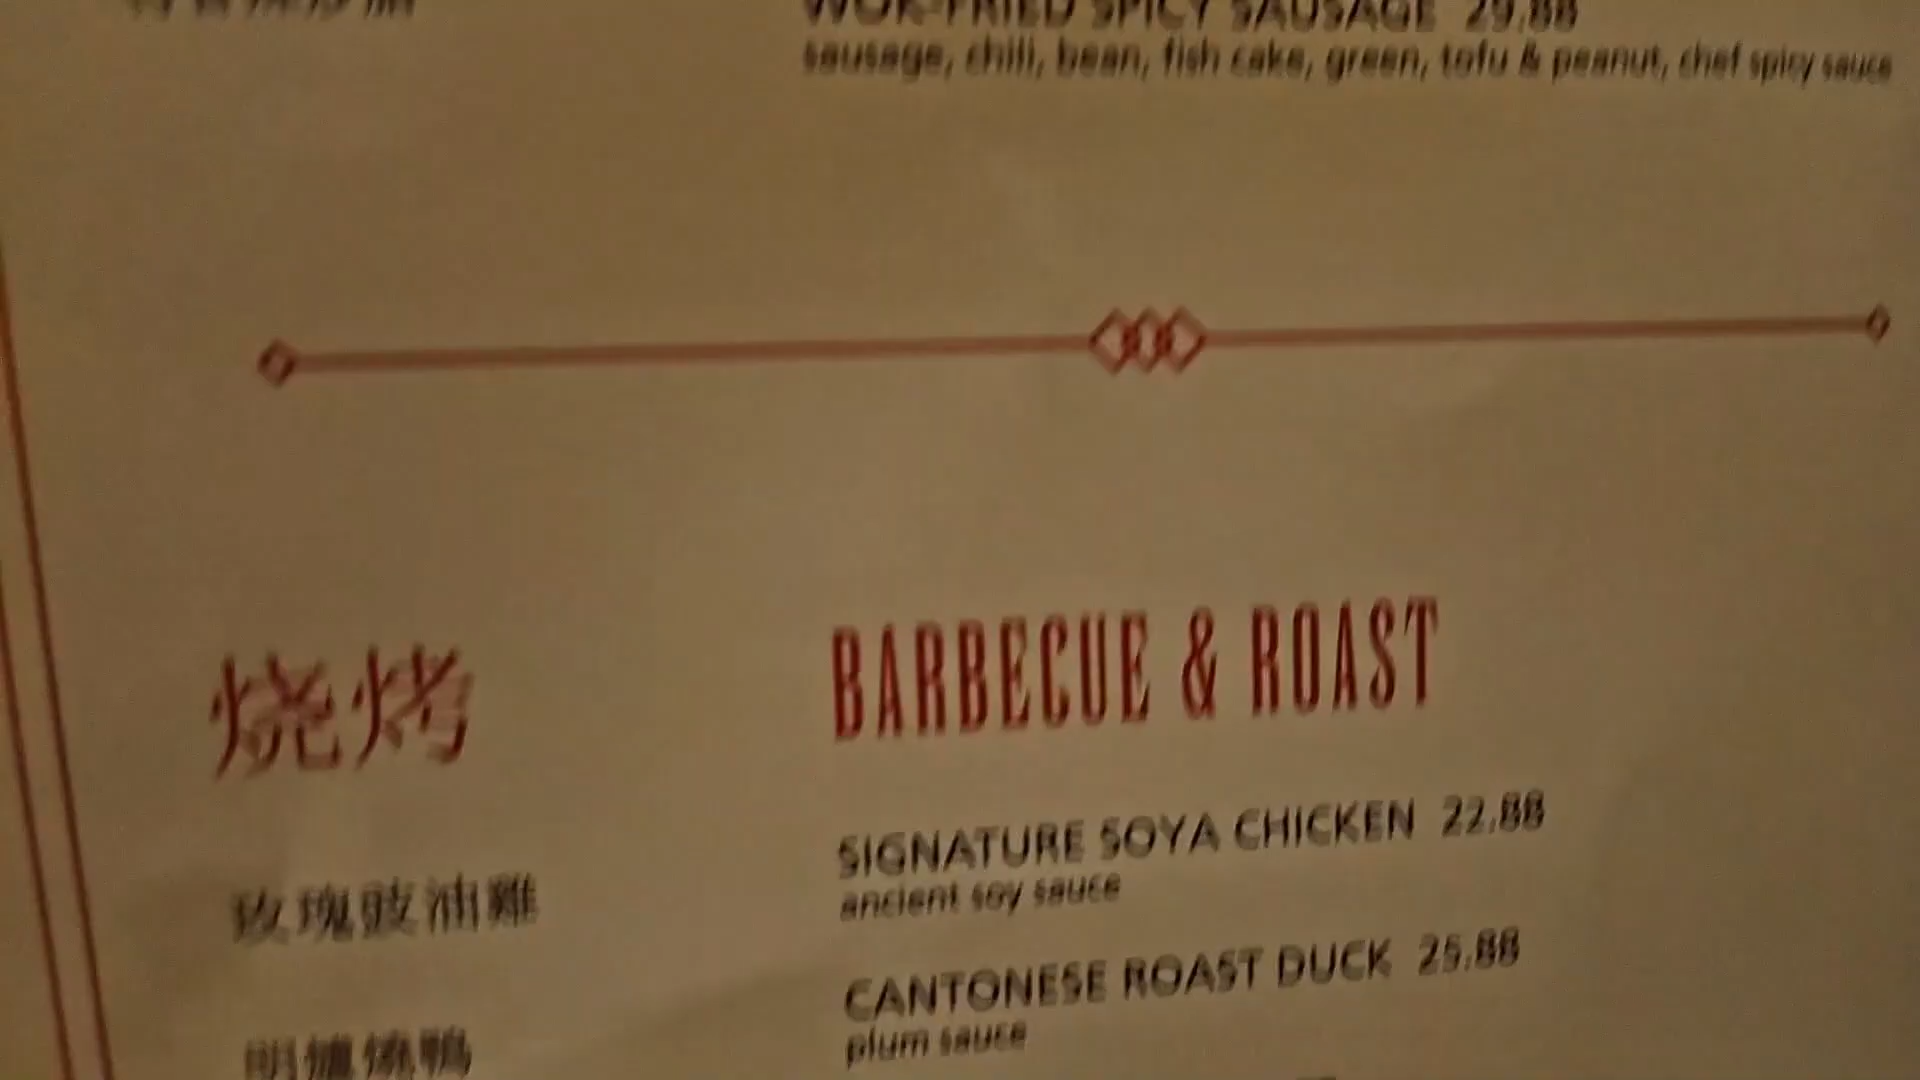 WOK-FRIED SPICY SAUSAGE 29.88
sausage, chili, bean, fish cake, green, tofu & peanut, chef spicy sauce
烧烤
BARBECUE & ROAST
SIGNATURE SOYA CHICKEN 22.88
ancient soy sauce
玫瑰豉油雞
CANTONESE ROAST DUCK 25.88
plum sauce
明爐燒鴨